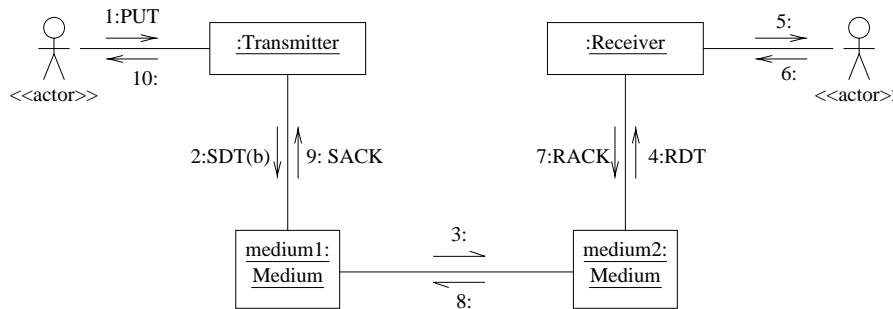 1:PUT
:Transmitter
:Receiver
5:
10:
6:
<<actor>>
<<actor>
2:SDT(b)
9: SACK
7:RACK
4:RDT
medium1:
Medium
3:
8:
medium2:
Medium